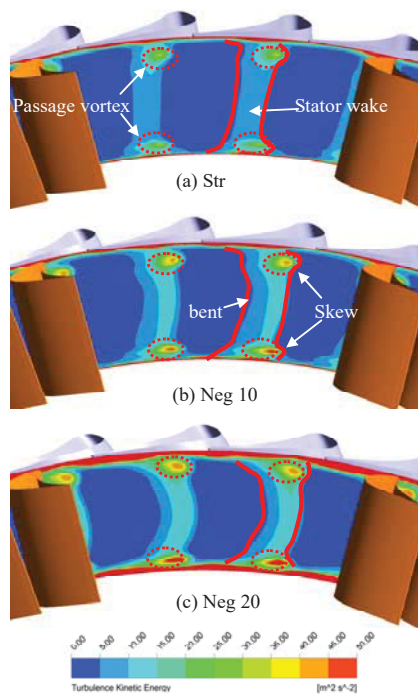 Passage vortex
Stator wake
(a) Str
bent
Skew
(b) Neg 10
(c) Neg 20
0.00 5.00 10.00 15.00 20.00 25.00 30.00 35.00 40.00 45.00 50.00
Turbulence Kinetic Energy [m^2 s^-2]